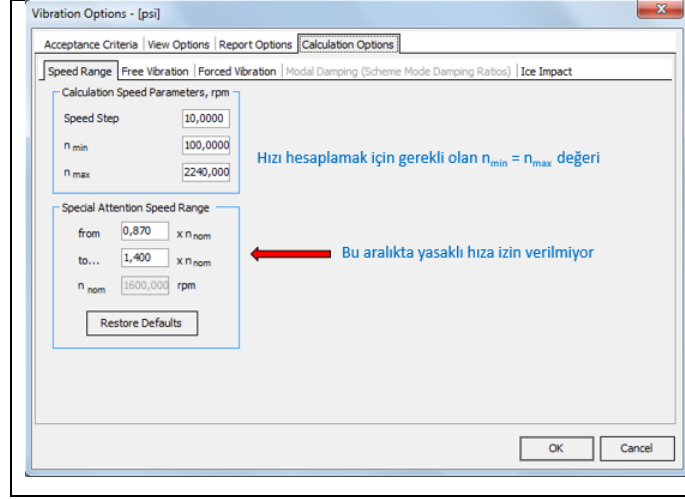 Vibration Options - [psi]
x
Acceptance Criteria View Options Report Options Calculation Options
Speed Range Free Vibration Forced Vibration Modal Damping (Scheme Mode Damping Ratios) Ice Impact
Calculation Speed Parameters, rpm
Speed Step 10,0000
n min 100,0000
n max 2240,000
Hızı hesaplamak için gerekli olan nmin = nmax değeri
Special Attention Speed Range
from 0,870 x n nom
to... 1,400 x n nom
n nom 1600,000 rpm
Bu aralıkta yasaklı hıza izin verilmiyor
Restore Defaults
OK Cancel